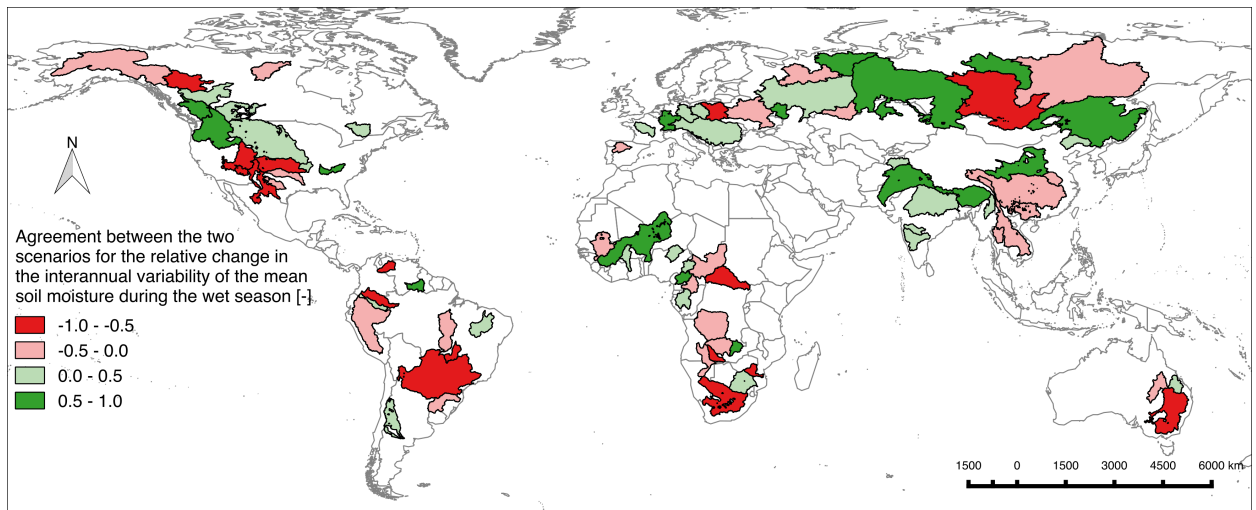 N
Agreement between the two
scenarios for the relative change in
the interannual variability of the mean
soil moisture during the wet season [-]
-1.0 - -0.5
-0.5 - 0.0
0.0 - 0.5
0.5 - 1.0
1500 0 1500 3000 4500 6000 km